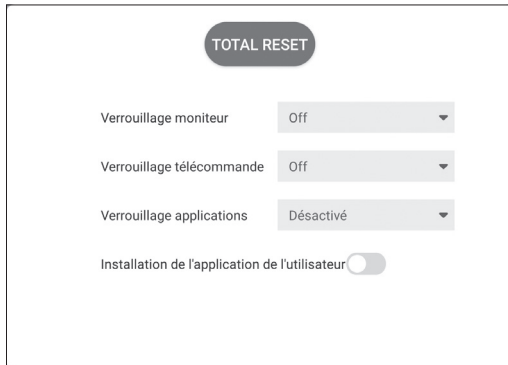 TOTAL RESET
Verrouillage moniteur Off
Verrouillage télécommande Off
Verrouillage applications Désactivé
Installation de l'application de l'utilisateur